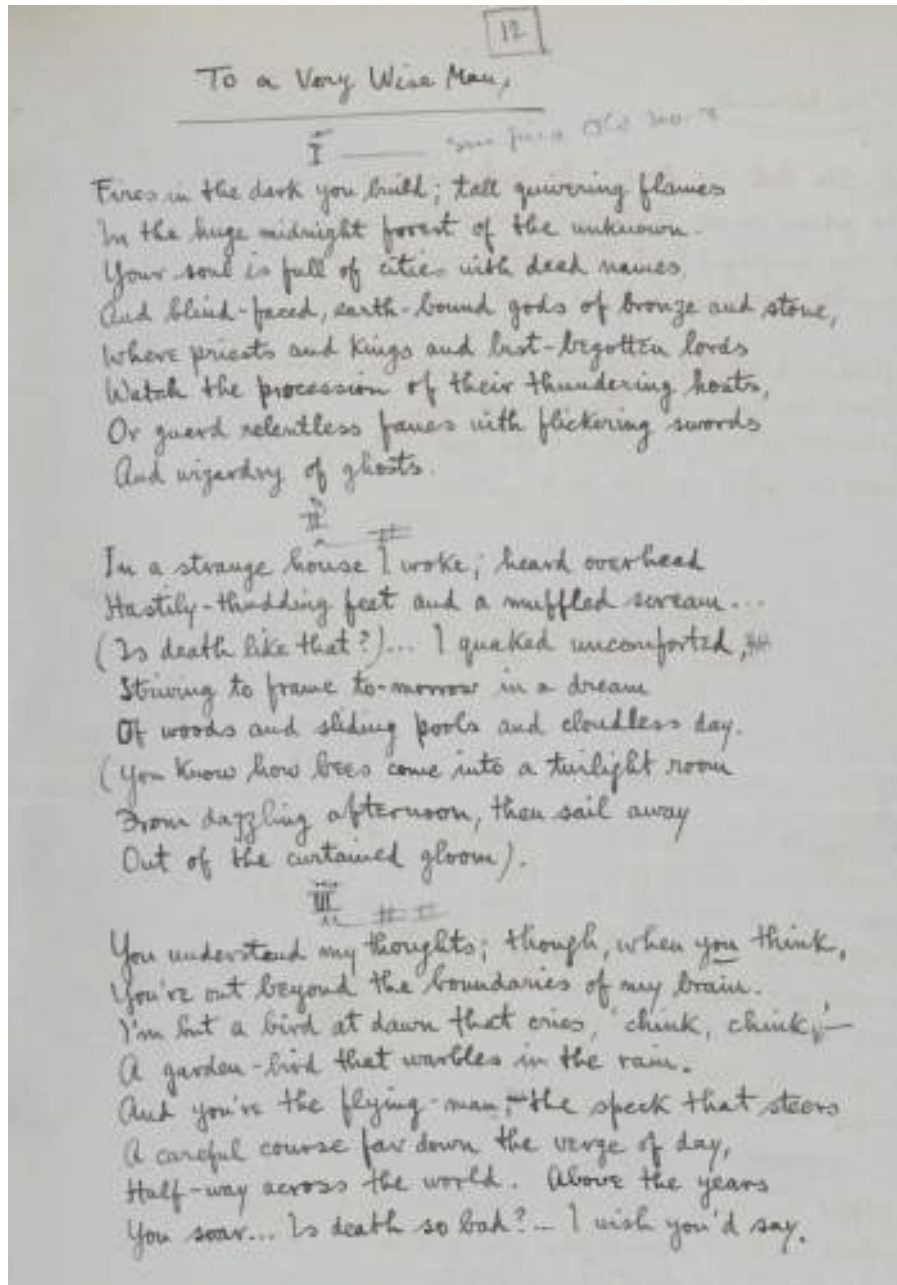 12
To a Very Wise Man,
I
Fires in the dark you build; tall quivering flames
In the huge midnight forest of the unknown.
Your soul is full of cities with dead names,
And blind-faced, earth-bound gods of bronze and stone,
Where priests and kings and lust-begotten lords
Watch the procession of their thundering hosts,
Or guard relentless fanes with flickering swords
And wizardry of ghosts.
II
In a strange house I woke; heard overhead
Hastily-thudding feet and a muffled scream...
(Is death like that?)... I quaked uncomforted,
Striving to frame to-morrow in a dream
Of woods and sliding pools and cloudless day.
(You know how bees come into a twilight room
From dazzling afternoon, then sail away
Out of the curtained gloom).
III
You understand my thoughts; though, when you think,
You're out beyond the boundaries of my brain.
I'm but a bird at dawn that cries, 'chink, chink,'—
A garden-bird that warbles in the rain.
And you're the flying-man,—the speck that steers
A careful course far down the verge of day,
Half-way across the world. Above the years
You soar... Is death so bad?... I wish you'd say.